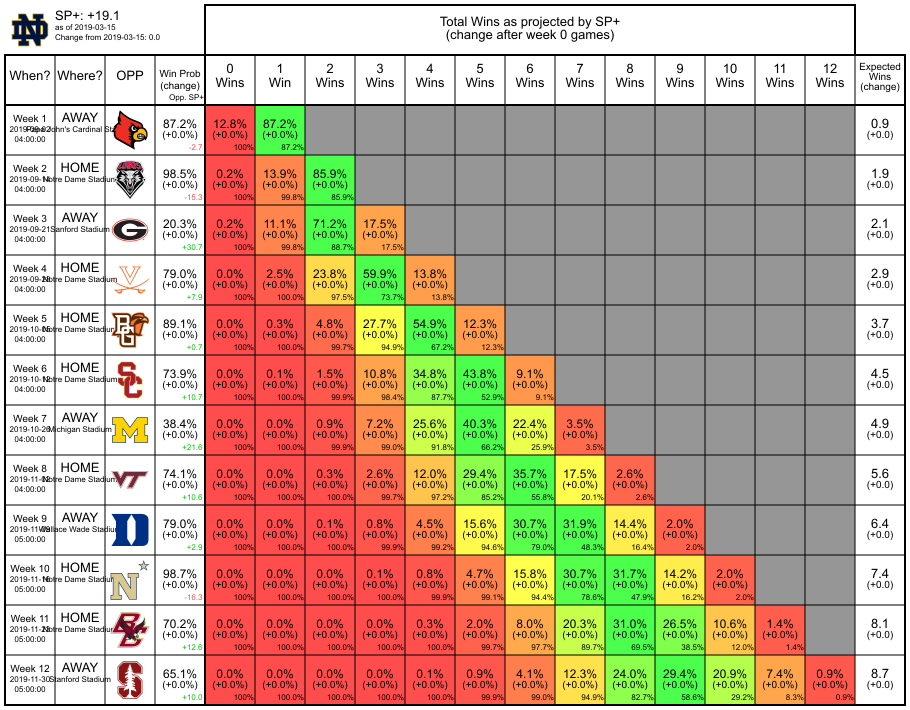 SP+: +19.1
as of 2019-03-15
Change from 2019-03-15: 0.0
Total Wins as projected by SP+
(change after week 0 games)
When? Where? OPP Win Prob (change) Opp. SP+ 0 Wins 1 Win 2 Wins 3 Wins 4 Wins 5 Wins 6 Wins 7 Wins 8 Wins 9 Wins 10 Wins 11 Wins 12 Wins Expected Wins (change)
Week 1 AWAY 87.2% 12.8% 87.2% 0.9
John's Cardinal (+0.0%) (+0.0%) (+0.0%) (+0.0)
04:00:00 -2.7 100% 87.2%
Week 2 HOME 98.5% 0.2% 13.9% 85.9% 1.9
Notre Dame Stadium (+0.0%) (+0.0%) (+0.0%) (+0.0%) (+0.0)
04:00:00 -15.3 100% 99.8% 85.9%
Week 3 AWAY G 20.3% 0.2% 11.1% 71.2% 17.5% 2.1
2019-09-21 Sanford Stadium (+0.0%) (+0.0%) (+0.0%) (+0.0%) (+0.0%) (+0.0)
04:00:00 +30.7 100% 99.8% 88.7% 17.5%
Week 4 HOME V 79.0% 0.0% 2.5% 23.8% 59.9% 13.8% 2.9
Notre Dame Stadium (+0.0%) (+0.0%) (+0.0%) (+0.0%) (+0.0%) (+0.0%) (+0.0)
04:00:00 +7.9 100% 100.0% 97.5% 73.7% 13.8%
Week 5 HOME BG 89.1% 0.0% 0.3% 4.8% 27.7% 54.9% 12.3% 3.7
Notre Dame Stadium (+0.0%) (+0.0%) (+0.0%) (+0.0%) (+0.0%) (+0.0%) (+0.0%) (+0.0)
04:00:00 +0.7 100% 100.0% 99.7% 94.9% 67.2% 12.3%
Week 6 HOME SC 73.9% 0.0% 0.1% 1.5% 10.8% 34.8% 43.8% 9.1% 4.5
Notre Dame Stadium (+0.0%) (+0.0%) (+0.0%) (+0.0%) (+0.0%) (+0.0%) (+0.0%) (+0.0%) (+0.0)
04:00:00 +10.7 100% 100.0% 99.9% 98.4% 87.7% 52.9% 9.1%
Week 7 AWAY M 38.4% 0.0% 0.0% 0.9% 7.2% 25.6% 40.3% 22.4% 3.5% 4.9
Michigan Stadium (+0.0%) (+0.0%) (+0.0%) (+0.0%) (+0.0%) (+0.0%) (+0.0%) (+0.0%) (+0.0%) (+0.0)
04:00:00 +21.6 100% 100.0% 99.9% 99.0% 91.8% 66.2% 25.9% 3.5%
Week 8 HOME VT 74.1% 0.0% 0.0% 0.3% 2.6% 12.0% 29.4% 35.7% 17.5% 2.6% 5.6
Notre Dame Stadium (+0.0%) (+0.0%) (+0.0%) (+0.0%) (+0.0%) (+0.0%) (+0.0%) (+0.0%) (+0.0%) (+0.0%) (+0.0)
04:00:00 +10.6 100% 100.0% 100.0% 99.7% 97.2% 85.2% 55.8% 20.1% 2.6%
Week 9 AWAY D 79.0% 0.0% 0.0% 0.1% 0.8% 4.5% 15.6% 30.7% 31.9% 14.4% 2.0% 6.4
Wallace Wade Stadium (+0.0%) (+0.0%) (+0.0%) (+0.0%) (+0.0%) (+0.0%) (+0.0%) (+0.0%) (+0.0%) (+0.0%) (+0.0%) (+0.0)
05:00:00 +2.9 100% 100.0% 100.0% 99.9% 99.2% 94.6% 79.0% 48.3% 16.4% 2.0%
Week 10 HOME N 98.7% 0.0% 0.0% 0.0% 0.1% 0.8% 4.7% 15.8% 30.7% 31.7% 14.2% 2.0% 7.4
Notre Dame Stadium (+0.0%) (+0.0%) (+0.0%) (+0.0%) (+0.0%) (+0.0%) (+0.0%) (+0.0%) (+0.0%) (+0.0%) (+0.0%) (+0.0%) (+0.0)
05:00:00 -16.3 100% 100.0% 100.0% 100.0% 99.9% 99.1% 94.4% 78.6% 47.9% 16.2% 2.0%
Week 11 HOME BC 70.2% 0.0% 0.0% 0.0% 0.0% 0.3% 2.0% 8.0% 20.3% 31.0% 26.5% 10.6% 1.4% 8.1
Notre Dame Stadium (+0.0%) (+0.0%) (+0.0%) (+0.0%) (+0.0%) (+0.0%) (+0.0%) (+0.0%) (+0.0%) (+0.0%) (+0.0%) (+0.0%) (+0.0%) (+0.0)
05:00:00 +12.6 100% 100.0% 100.0% 100.0% 100.0% 99.7% 97.7% 89.7% 69.5% 38.5% 12.0% 1.4%
Week 12 AWAY S 65.1% 0.0% 0.0% 0.0% 0.0% 0.1% 0.9% 4.1% 12.3% 24.0% 29.4% 20.9% 7.4% 0.9% 8.7
2019-11-30 Stanford Stadium (+0.0%) (+0.0%) (+0.0%) (+0.0%) (+0.0%) (+0.0%) (+0.0%) (+0.0%) (+0.0%) (+0.0%) (+0.0%) (+0.0%) (+0.0%) (+0.0%) (+0.0)
05:00:00 +10.0 100% 100.0% 100.0% 100.0% 100.0% 99.9% 99.0% 94.9% 82.7% 58.6% 29.2% 8.3% 0.9%